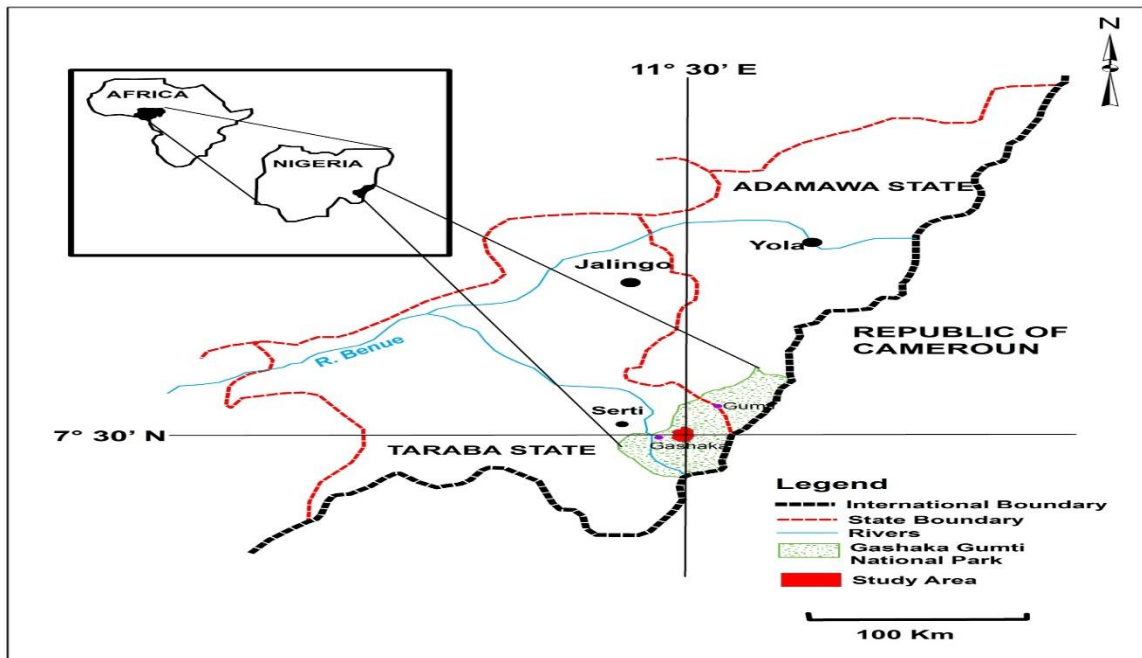 N
11° 30’ E
AFRICA
NIGERIA
ADAMAWA STATE
Yola
Jalingo
REPUBLIC OF
CAMEROUN
R. Benue
Gumti
Serti
7° 30’ N
Gashaka
TARABA STATE
Legend
International Boundary
State Boundary
Rivers
Gashaka Gumti
National Park
Study Area
100 Km